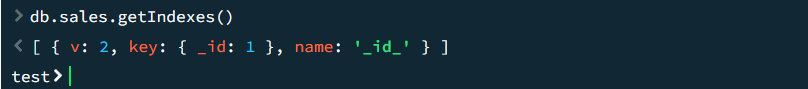 > db.sales.getIndexes()
< [ { v: 2, key: { _id: 1 }, name: '_id_' } ]
test>